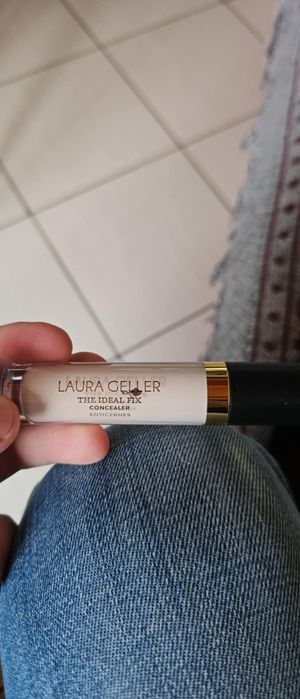 LAURA GELLER
THE IDEAL FIX
CONCEALER
ANTICERNES